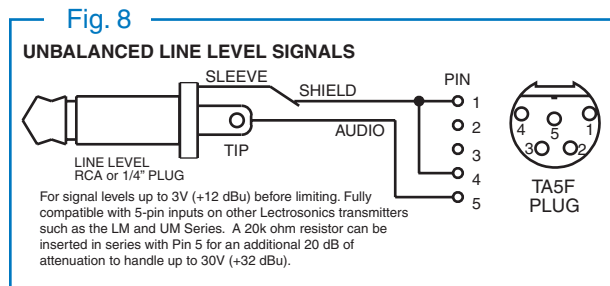 Fig. 8
UNBALANCED LINE LEVEL SIGNALS
SLEEVE
SHIELD
PIN
1
2
3
4
5
AUDIO
TIP
LINE LEVEL
RCA or 1/4" PLUG
4
5
1
3
2
TA5F
PLUG
For signal levels up to 3V (+12 dBu) before limiting. Fully
compatible with 5-pin inputs on other Lectrosonics transmitters
such as the LM and UM Series. A 20k ohm resistor can be
inserted in series with Pin 5 for an additional 20 dB of
attenuation to handle up to 30V (+32 dBu).